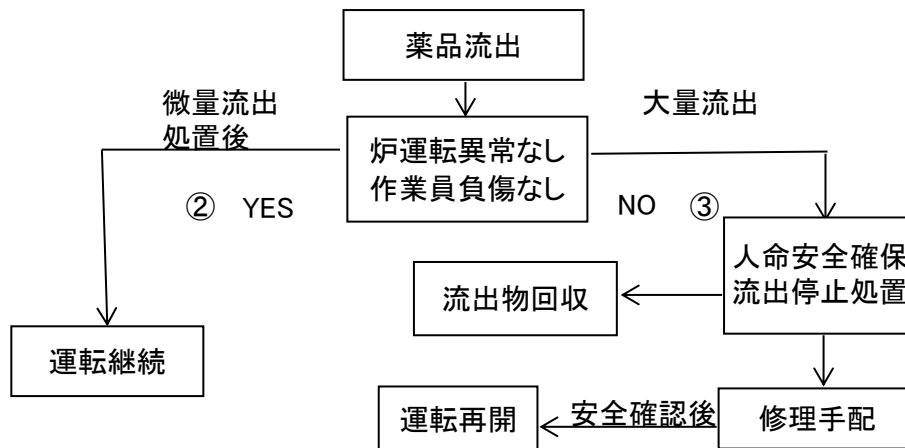 薬品流出
微量流出
処置後
大量流出
炉運転異常なし
作業員負傷なし
② YES
NO ③
人命安全確保
流出停止処置
流出物回収
運転継続
運転再開
安全確認後
修理手配